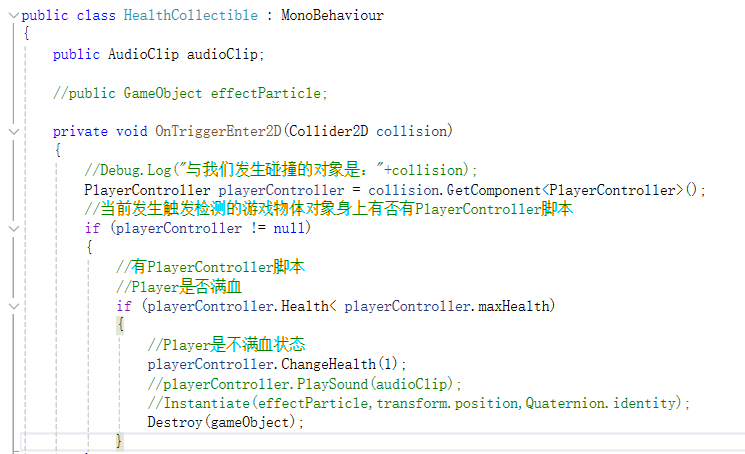 public class HealthCollectible : MonoBehaviour
{
    public AudioClip audioClip;
    //public GameObject effectParticle;
    private void OnTriggerEnter2D(Collider2D collision)
    {
        //Debug.Log("与我们发生碰撞的对象是："+collision);
        PlayerController playerController = collision.GetComponent<PlayerController>();
        //当前发生触发检测的游戏物体对象身上有否有PlayerController脚本
        if (playerController != null)
        {
            //有PlayerController脚本
            //Player是否满血
            if (playerController.Health< playerController.maxHealth)
            {
                //Player是不满血状态
                playerController.ChangeHealth(1);
                //playerController.PlaySound(audioClip);
                //Instantiate(effectParticle,transform.position,Quaternion.identity);
                Destroy(gameObject);
            }